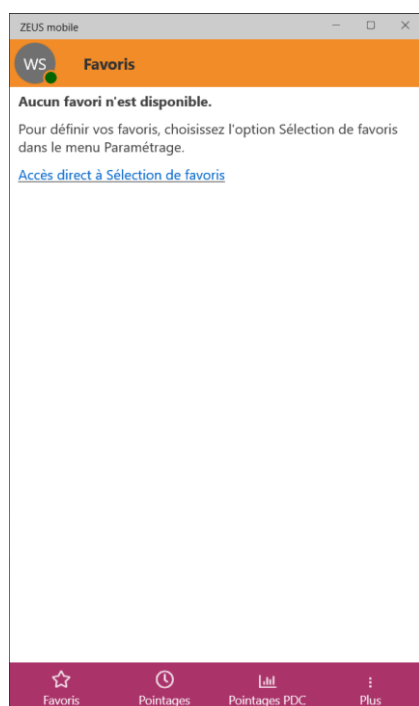 ZEUS mobile
WS
Favoris
Aucun favori n'est disponible.
Pour définir vos favoris, choisissez l'option Sélection de favoris
dans le menu Paramétrage.
Accès direct à Sélection de favoris
Favoris
Pointages
Pointages PDC
Plus